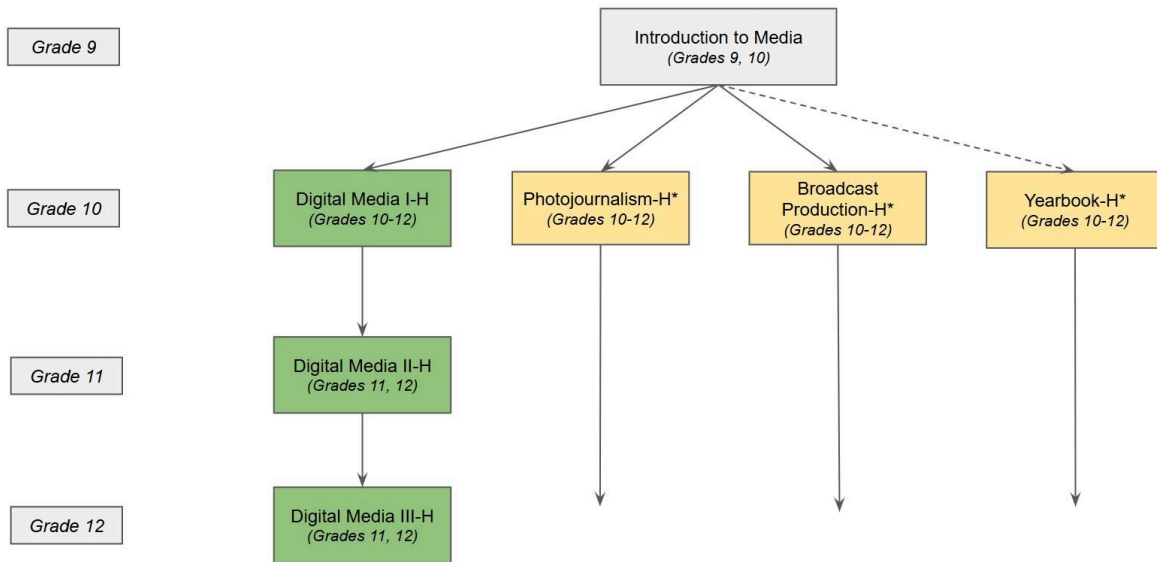 Grade 9
Introduction to Media
(Grades 9, 10)
Grade 10
Digital Media I-H
(Grades 10-12)
Photojournalism-H*
(Grades 10-12)
Broadcast
Production-H*
(Grades 10-12)
Yearbook-H*
(Grades 10-12)
Grade 11
Digital Media II-H
(Grades 11, 12)
Grade 12
Digital Media III-H
(Grades 11, 12)